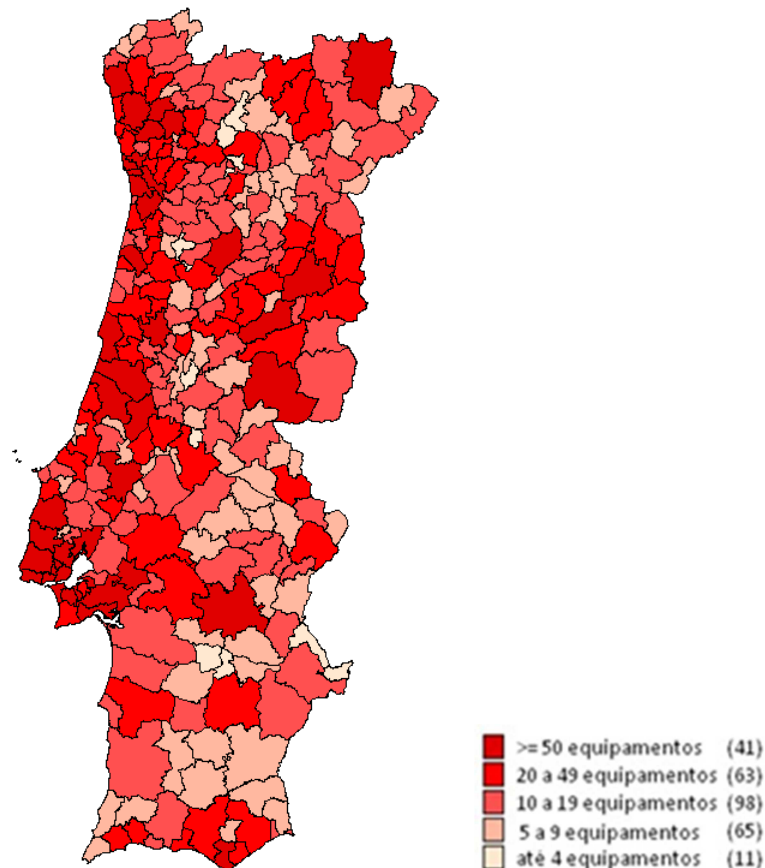 >= 50 equipamentos (41)
20 a 49 equipamentos (63)
10 a 19 equipamentos (98)
5 a 9 equipamentos (65)
até 4 equipamentos (11)